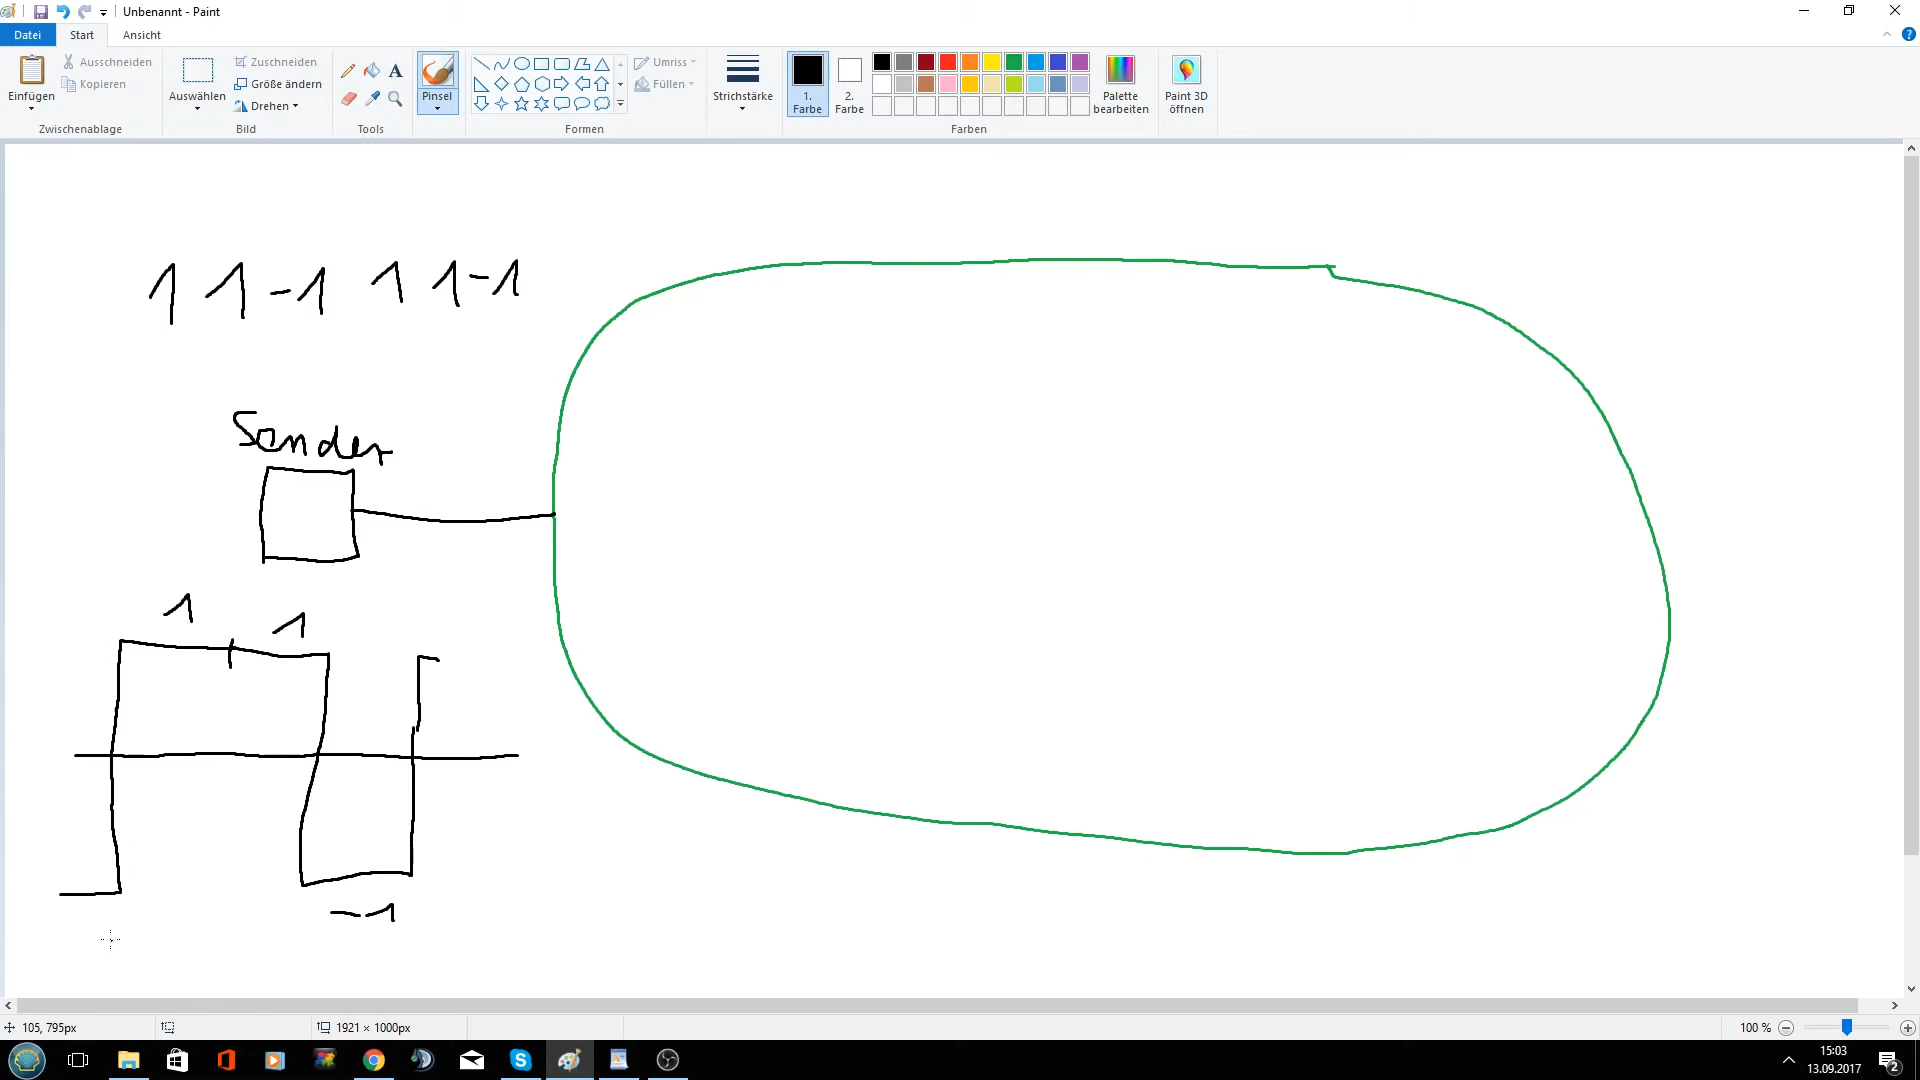 Unbenannt - Paint
Datei Start Ansicht
Einfügen
Ausschneiden
Kopieren
Zwischenablage
Auswählen
Zuschneiden
Größe ändern
Drehen
Bild
A
Tools
Pinsel
Umriss
Füllen
Formen
Strichstärke
1. Farbe
2. Farbe
Palette bearbeiten
Farben
Paint 3D öffnen
1 1 -1 1 1 -1
Sender
1 1
-1
105, 795px
1921 × 1000px
100 %
15:03
13.09.2017
2